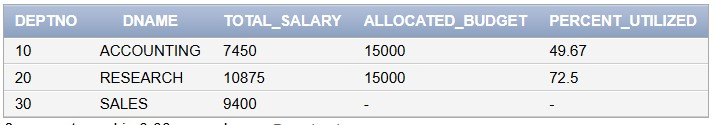 DEPTNO DNAME TOTAL_SALARY ALLOCATED_BUDGET PERCENT_UTILIZED
10 ACCOUNTING 7450 15000 49.67
20 RESEARCH 10875 15000 72.5
30 SALES 9400 - -